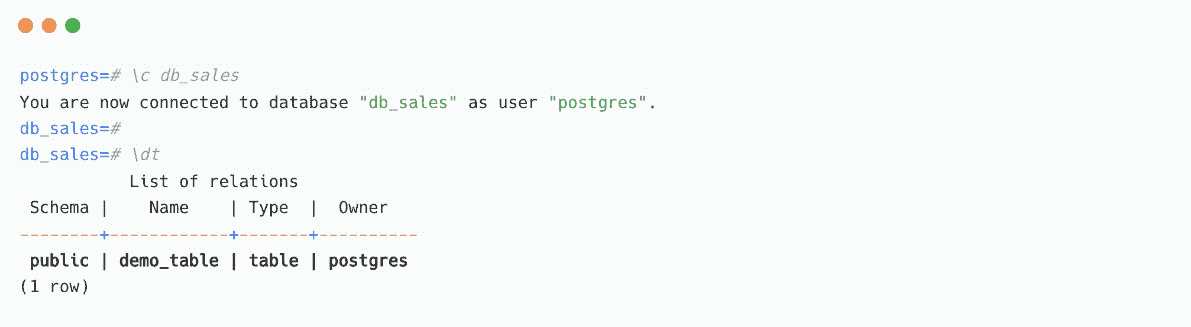 postgres=# \c db_sales
You are now connected to database "db_sales" as user "postgres".
db_sales=#
db_sales=# \dt
           List of relations
 Schema |    Name    | Type  |  Owner
--------+------------+-------+----------
 public | demo_table | table | postgres
(1 row)